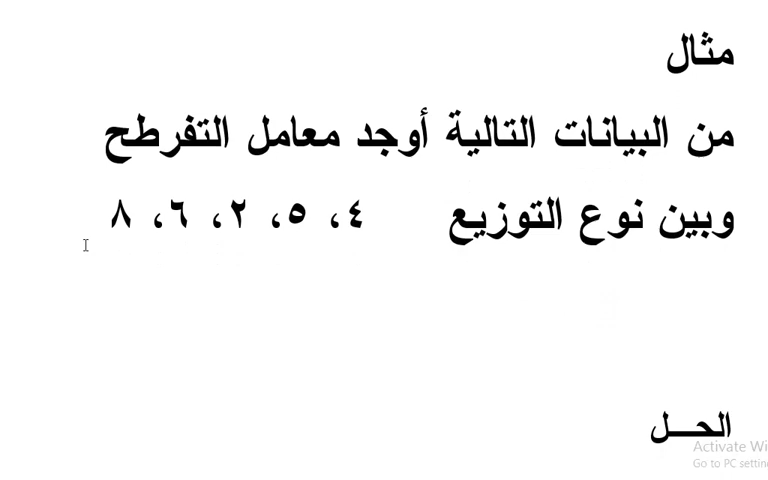 مثال
من البيانات التالية أوجد معامل التفرطح
وبين نوع التوزيع ٤، ٥، ٢، ٦، ٨
الحـــل
Activate Wi
Go to PC setting